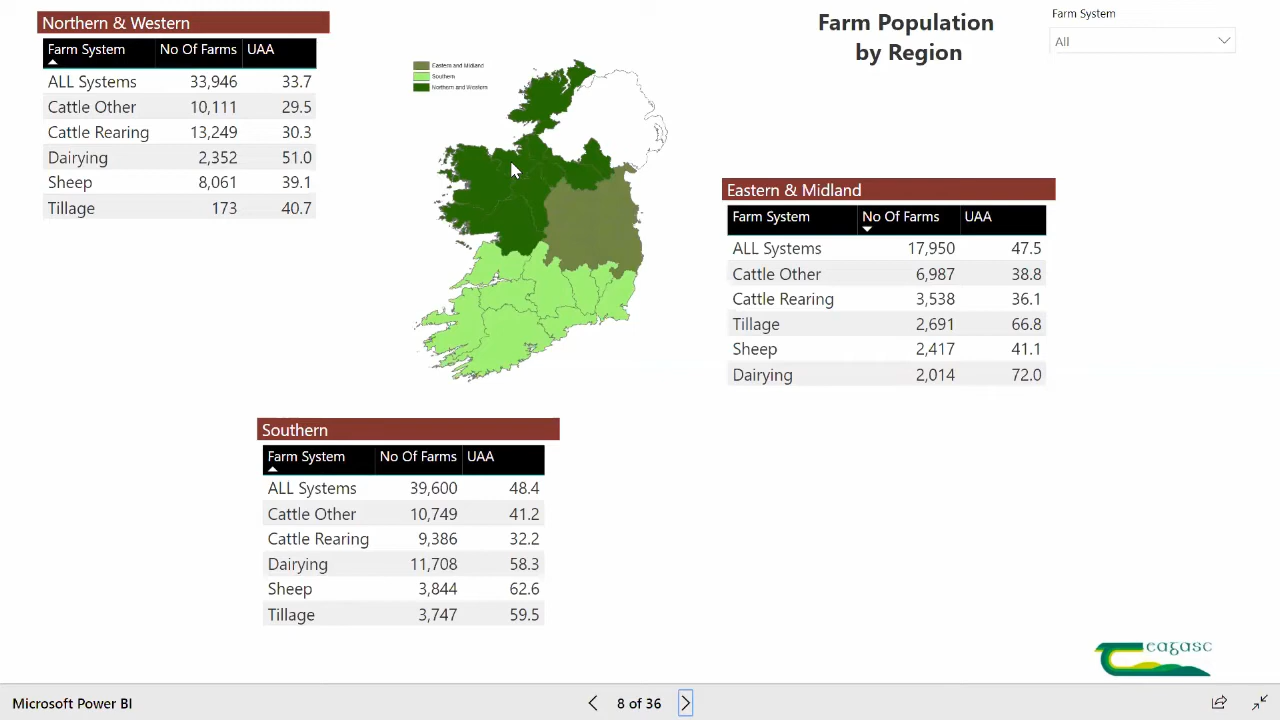 Northern & Western
Farm System No Of Farms UAA
ALL Systems 33,946 33.7
Cattle Other 10,111 29.5
Cattle Rearing 13,249 30.3
Dairying 2,352 51.0
Sheep 8,061 39.1
Tillage 173 40.7
Eastern and Midland
Southern
Northern and Western
Farm Population
by Region
Farm System
All
Eastern & Midland
Farm System No Of Farms UAA
ALL Systems 17,950 47.5
Cattle Other 6,987 38.8
Cattle Rearing 3,538 36.1
Tillage 2,691 66.8
Sheep 2,417 41.1
Dairying 2,014 72.0
Southern
Farm System No Of Farms UAA
ALL Systems 39,600 48.4
Cattle Other 10,749 41.2
Cattle Rearing 9,386 32.2
Dairying 11,708 58.3
Sheep 3,844 62.6
Tillage 3,747 59.5
Teagasc
Microsoft Power BI
8 of 36